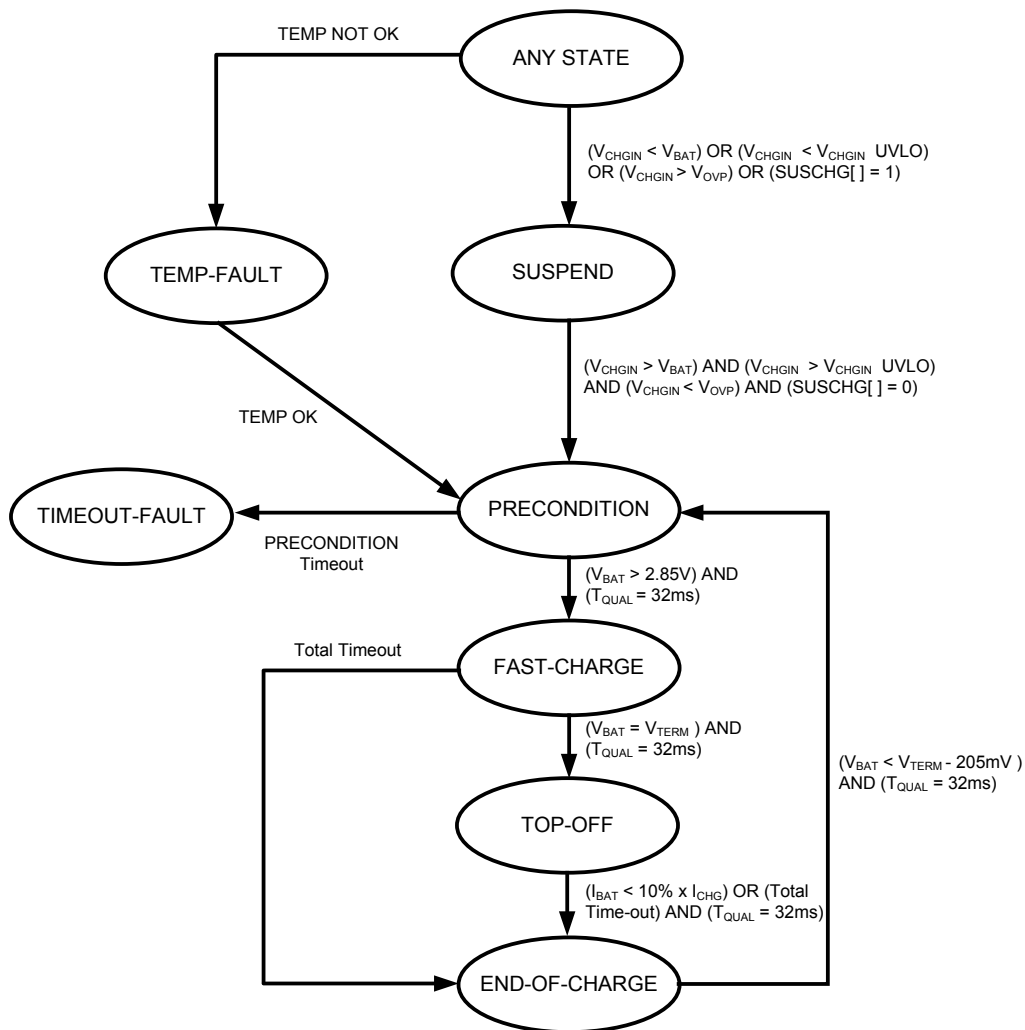 TEMP NOT OK
ANY STATE
(VCHGIN < VBAT) OR (VCHGIN < VCHGIN UVLO)
OR (VCHGIN > VOVP) OR (SUSCHG[ ] = 1)
TEMP-FAULT
SUSPEND
(VCHGIN > VBAT) AND (VCHGIN > VCHGIN UVLO)
AND (VCHGIN < VOVP) AND (SUSCHG[ ] = 0)
TEMP OK
PRECONDITION
TIMEOUT-FAULT
PRECONDITION
Timeout
(VBAT > 2.85V) AND
(TQUAL = 32ms)
Total Timeout
FAST-CHARGE
(VBAT = VTERM ) AND
(TQUAL = 32ms)
(VBAT < VTERM - 205mV )
AND (TQUAL = 32ms)
TOP-OFF
(IBAT < 10% x ICHG) OR (Total
Time-out) AND (TQUAL = 32ms)
END-OF-CHARGE